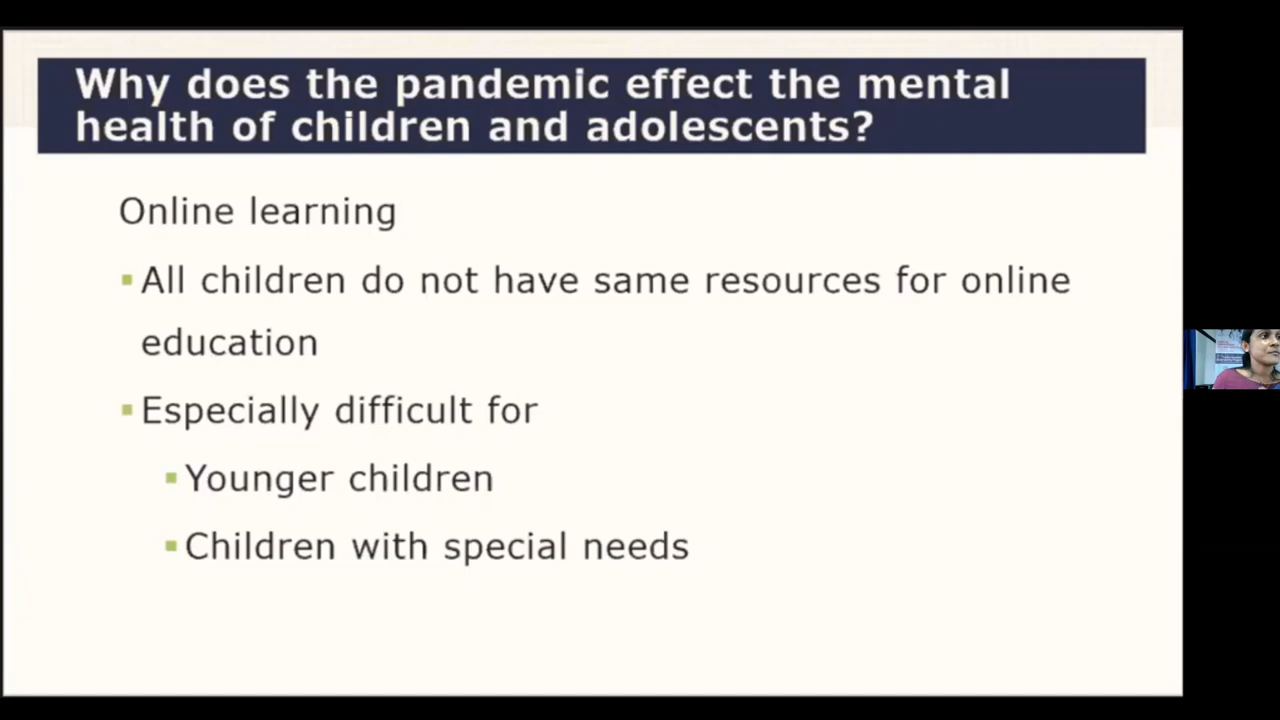 Why does the pandemic effect the mental
health of children and adolescents?
Online learning
▪All children do not have same resources for online
education
▪Especially difficult for
▪Younger children
▪Children with special needs